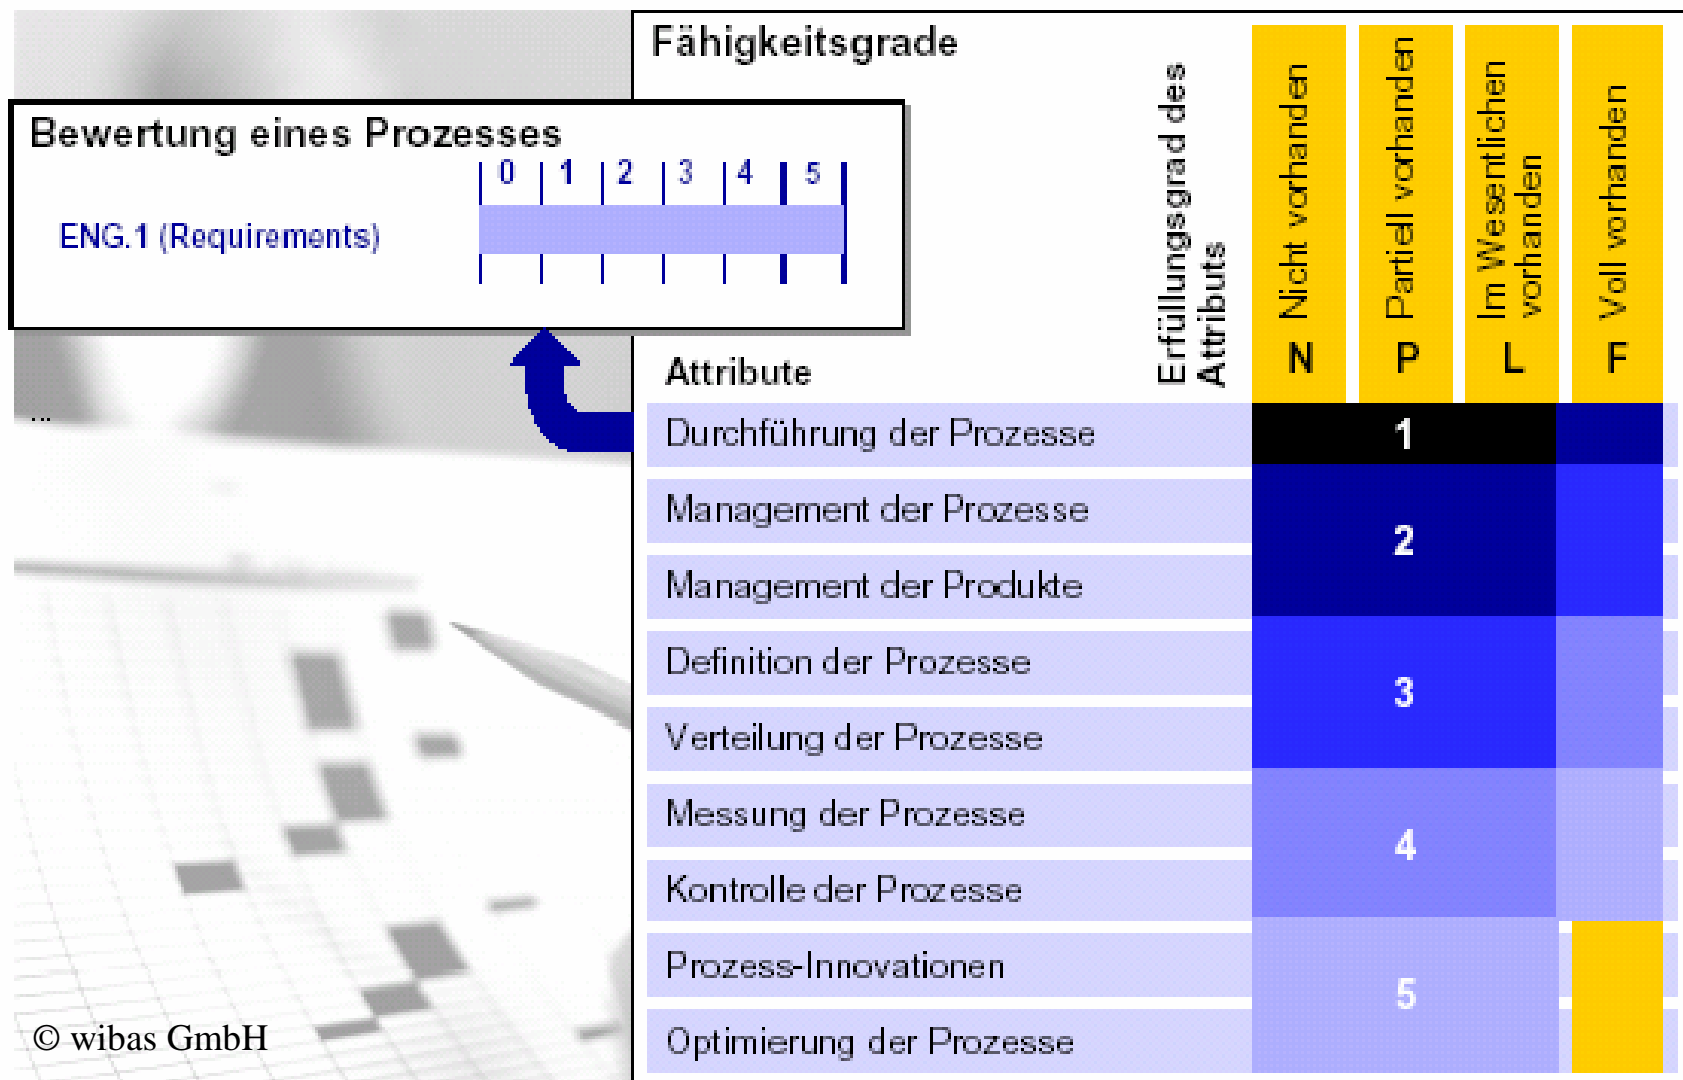 Fähigkeitsgrade
Bewertung eines Prozesses
0 1 2 3 4 5
ENG.1 (Requirements)
Erfüllungsgrad des
Attributs
Nicht vorhanden
Partiell vorhanden
Im Wesentlichen
vorhanden
Voll vorhanden
Attribute
N P L F
...
Durchführung der Prozesse
1
Management der Prozesse
2
Management der Produkte
Definition der Prozesse
3
Verteilung der Prozesse
Messung der Prozesse
4
Kontrolle der Prozesse
Prozess-Innovationen
5
Optimierung der Prozesse
© wibas GmbH